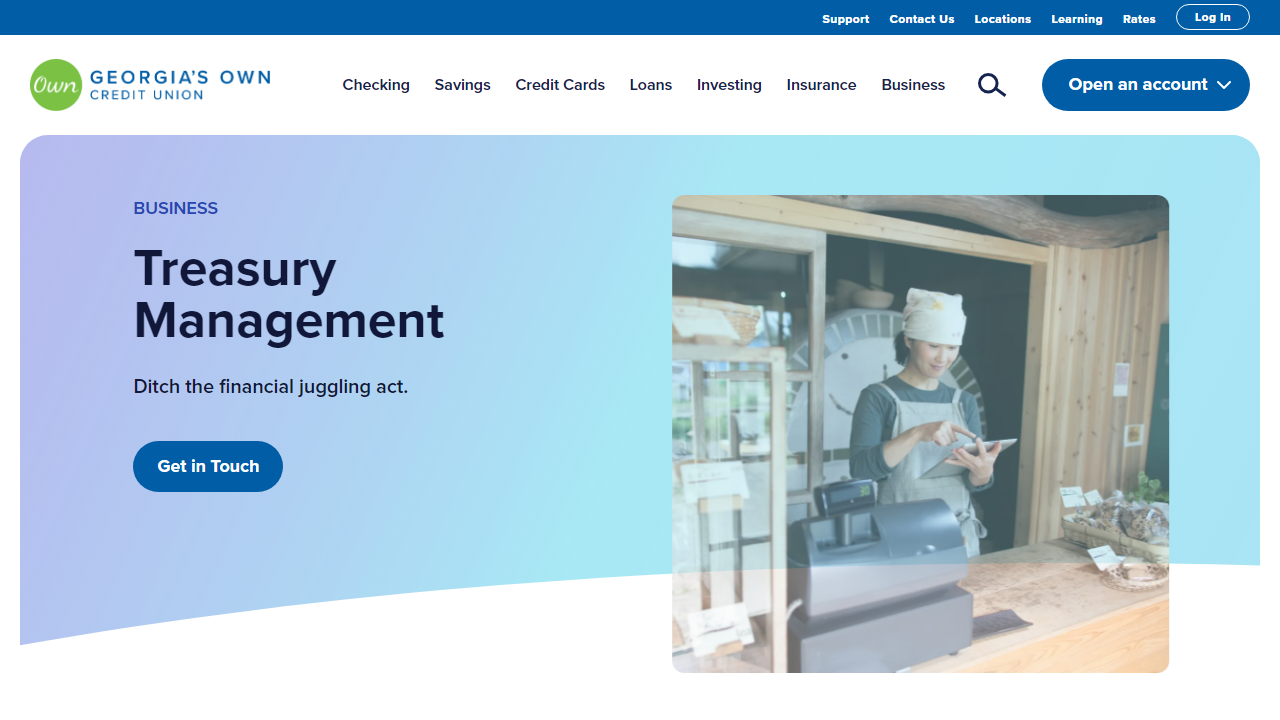 Support Contact Us Locations Learning Rates Log In
Own GEORGIA'S OWN
CREDIT UNION
Checking Savings Credit Cards Loans Investing Insurance Business Open an account
BUSINESS
Treasury
Management
Ditch the financial juggling act.
Get in Touch